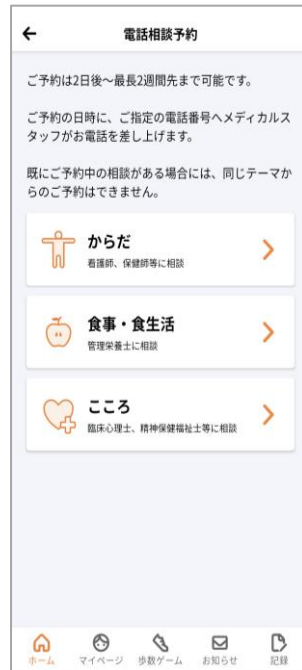 電話相談予約
ご予約は2日後～最長2週間先まで可能です。
ご予約の日時に、ご指定の電話番号へメディカルス
タッフがお電話を差し上げます。
既にご予約中の相談がある場合には、同じテーマか
らのご予約はできません。
からだ
看護師、保健師等に相談
食事・食生活
管理栄養士に相談
こころ
臨床心理士、精神保健福祉士等に相談
ホーム マイページ 歩数ゲーム お知らせ 記録